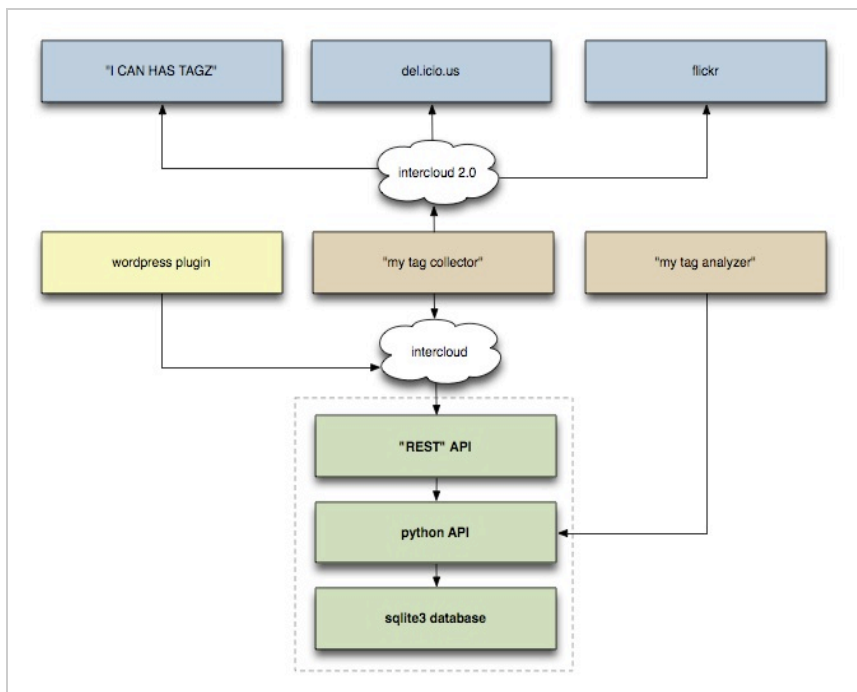 "I CAN HAS TAGZ"
del.icio.us
flickr
intercloud 2.0
wordpress plugin
"my tag collector"
"my tag analyzer"
intercloud
"REST" API
python API
sqlite3 database